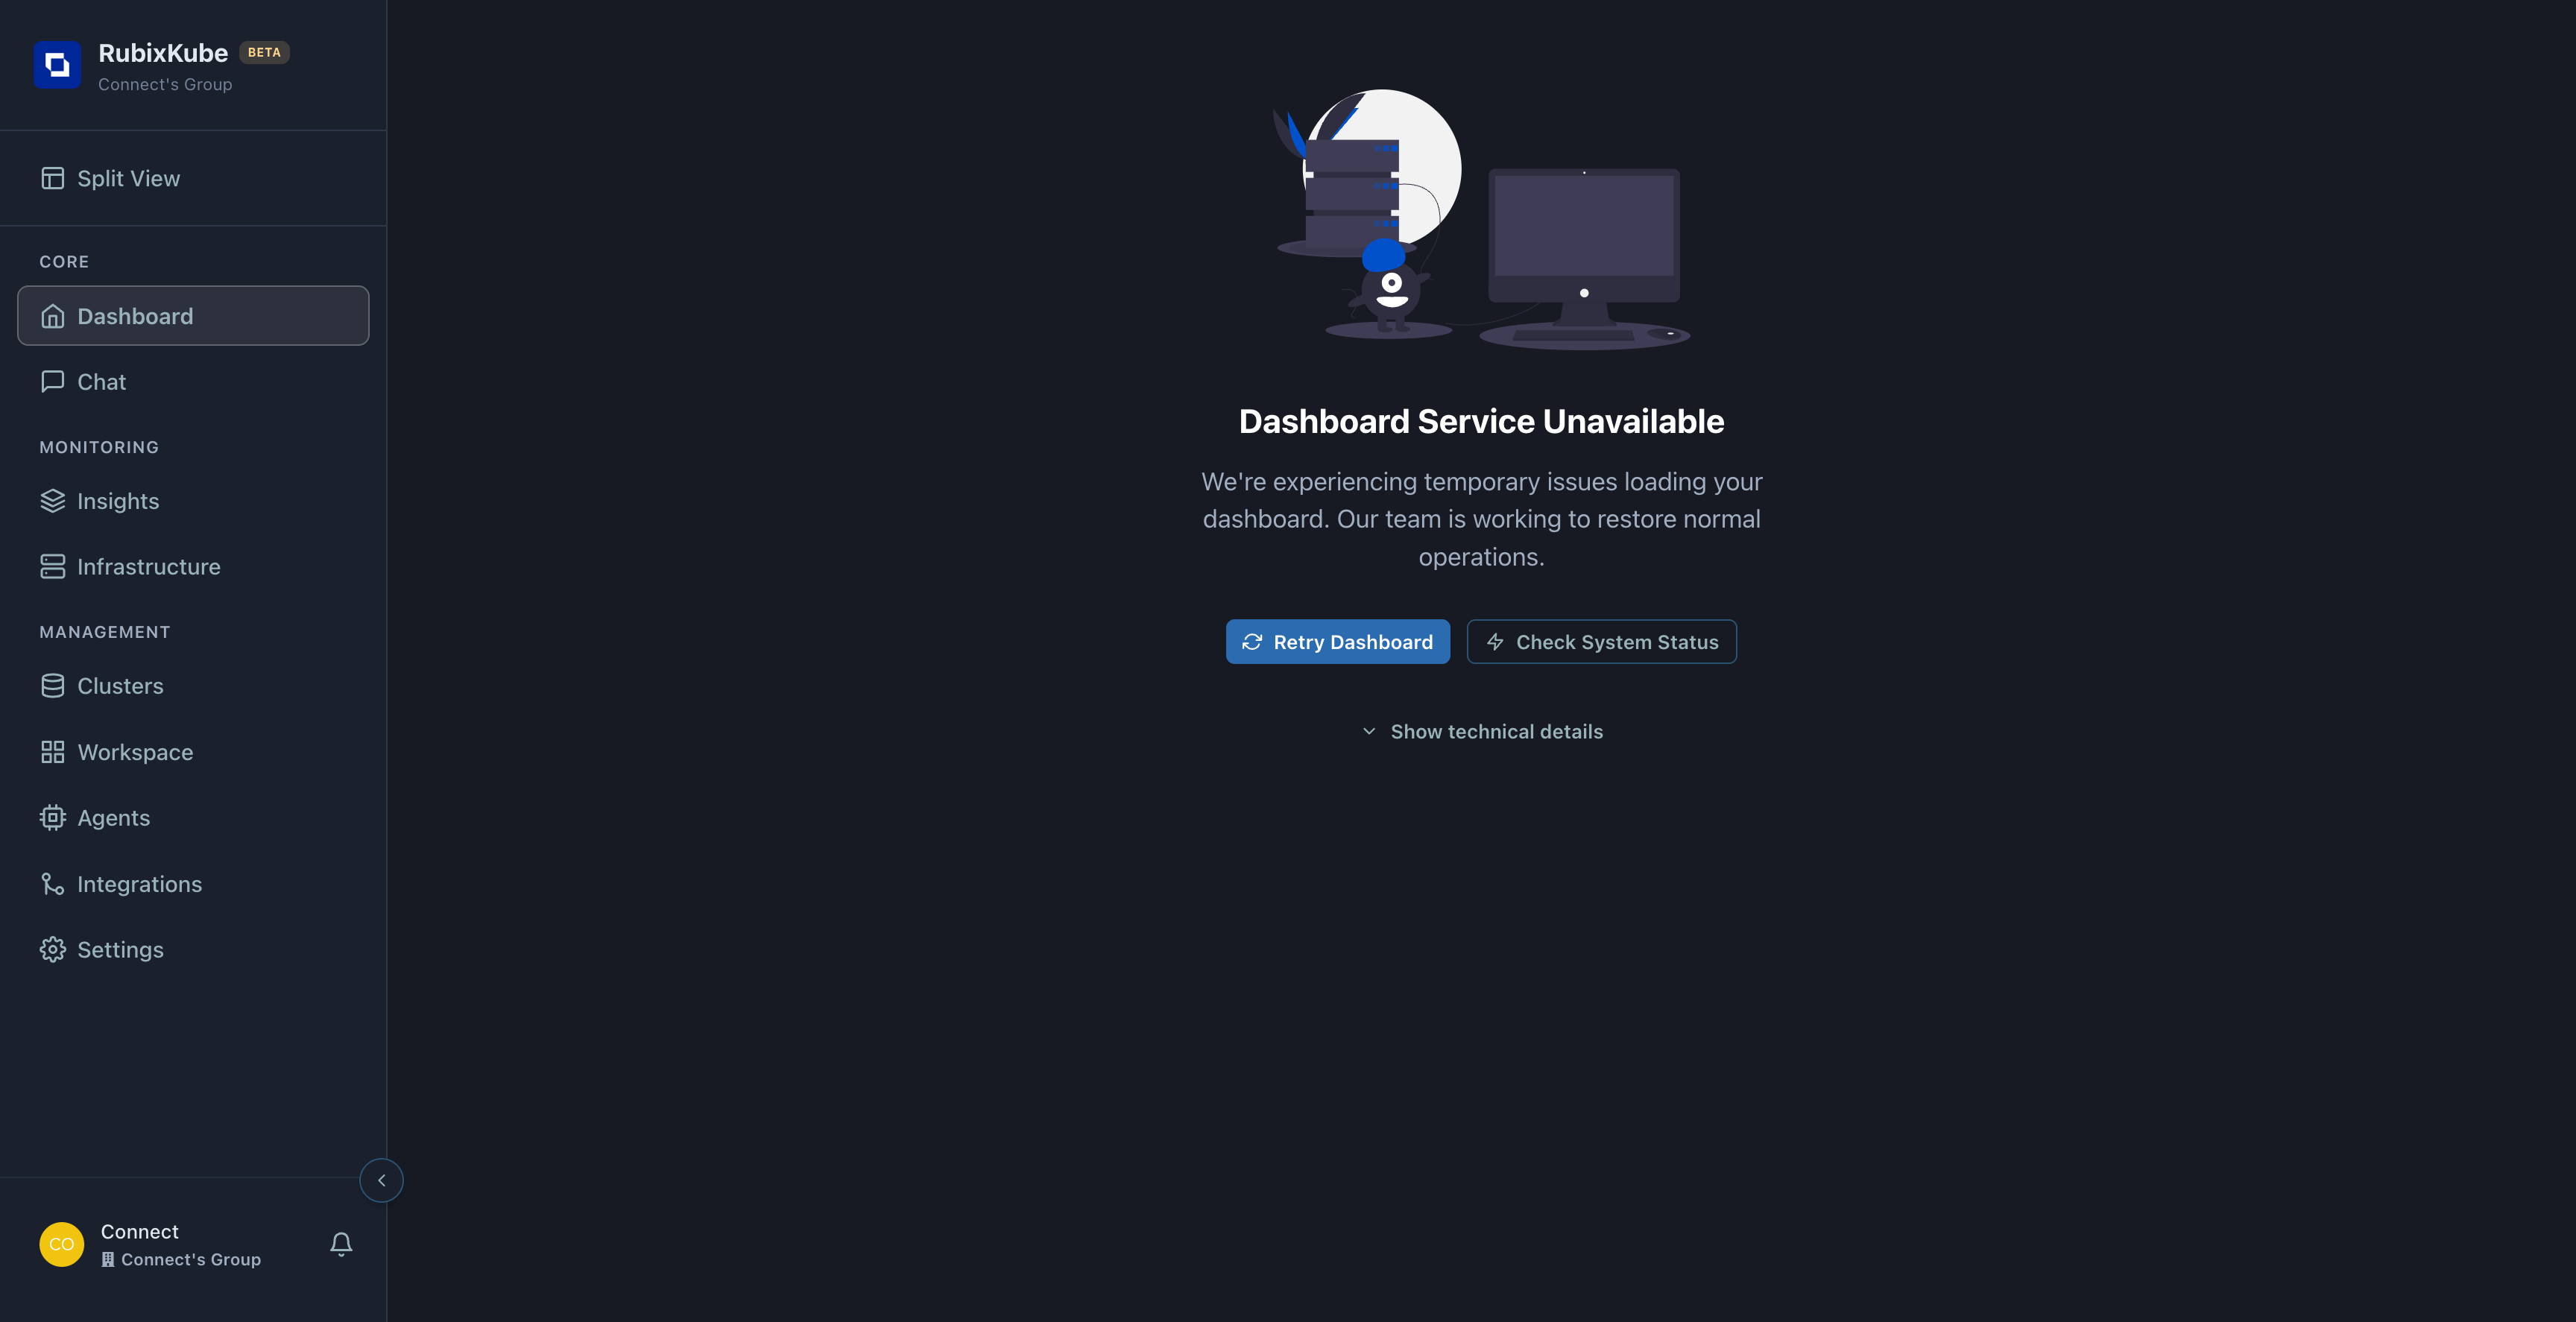 RubixKube BETA
Connect's Group
Split View
CORE
Dashboard
Chat
MONITORING
Insights
Infrastructure
MANAGEMENT
Clusters
Workspace
Agents
Integrations
Settings
CO
Connect
Connect's Group
Dashboard Service Unavailable
We're experiencing temporary issues loading your
dashboard. Our team is working to restore normal
operations.
Retry Dashboard
Check System Status
Show technical details